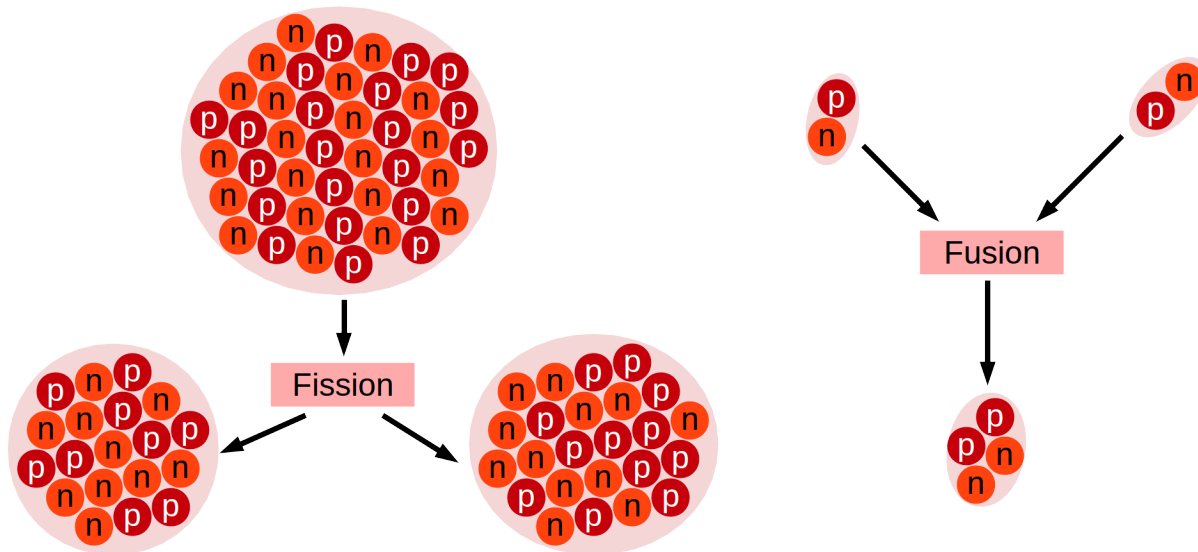 n p n p p
n p n p n p
n n p n p n p
p p n p n p n
n p n p n p n
n p n p n p
n p n p
Fission
p n p
n n p n
p p n p p
n n n n
n p p
n n p p
n p n n p
n n p p p n
p n n p p
n p n p
p
n
n
p
Fusion
p
p n
n